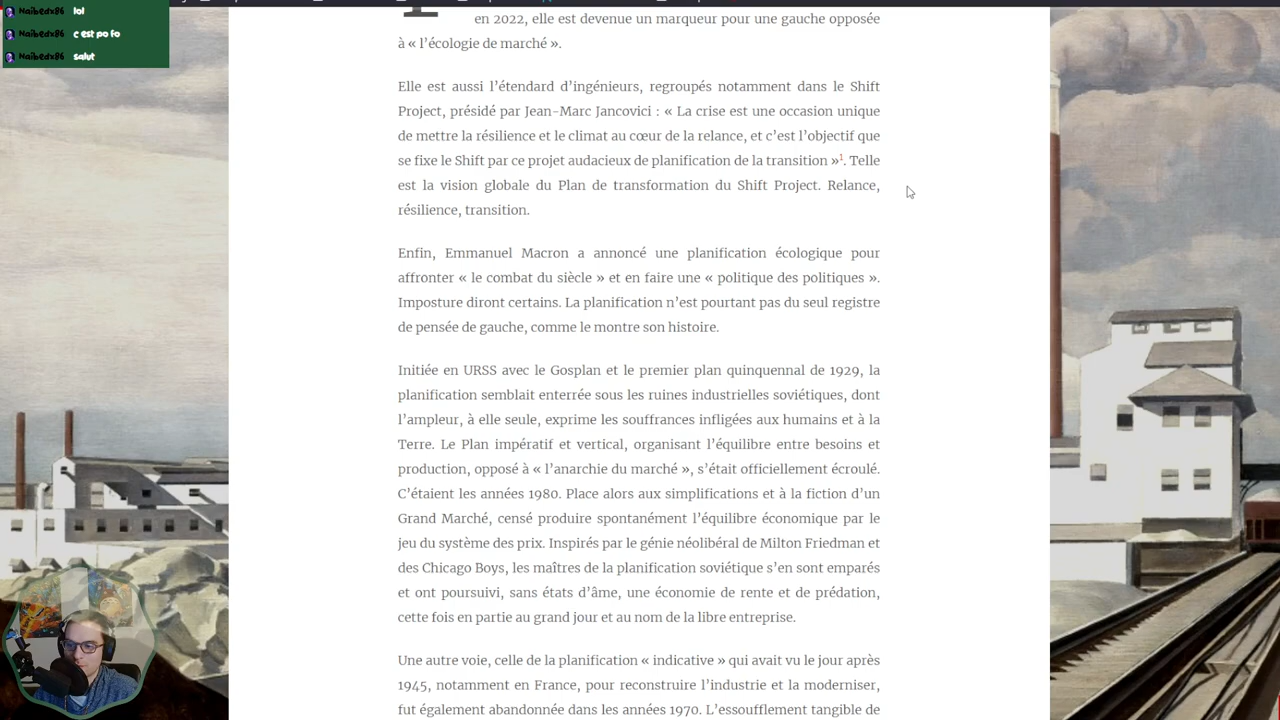 Naibedx86 lol
Naibedx86 c est po fo
Naibedx86 salut
en 2022, elle est devenue un marqueur pour une gauche opposée
à « l’écologie de marché ».
Elle est aussi l’étendard d’ingénieurs, regroupés notamment dans le Shift
Project, présidé par Jean-Marc Jancovici : « La crise est une occasion unique
de mettre la résilience et le climat au cœur de la relance, et c’est l’objectif que
se fixe le Shift par ce projet audacieux de planification de la transition »1. Telle
est la vision globale du Plan de transformation du Shift Project. Relance,
résilience, transition.
Enfin, Emmanuel Macron a annoncé une planification écologique pour
affronter « le combat du siècle » et en faire une « politique des politiques ».
Imposture diront certains. La planification n’est pourtant pas du seul registre
de pensée de gauche, comme le montre son histoire.
Initiée en URSS avec le Gosplan et le premier plan quinquennal de 1929, la
planification semblait enterrée sous les ruines industrielles soviétiques, dont
l’ampleur, à elle seule, exprime les souffrances infligées aux humains et à la
Terre. Le Plan impératif et vertical, organisant l’équilibre entre besoins et
production, opposé à « l’anarchie du marché », s’était officiellement écroulé.
C’étaient les années 1980. Place alors aux simplifications et à la fiction d’un
Grand Marché, censé produire spontanément l’équilibre économique par le
jeu du système des prix. Inspirés par le génie néolibéral de Milton Friedman et
des Chicago Boys, les maîtres de la planification soviétique s’en sont emparés
et ont poursuivi, sans états d’âme, une économie de rente et de prédation,
cette fois en partie au grand jour et au nom de la libre entreprise.
Une autre voie, celle de la planification « indicative » qui avait vu le jour après
1945, notamment en France, pour reconstruire l’industrie et la moderniser,
fut également abandonnée dans les années 1970. L’essoufflement tangible de